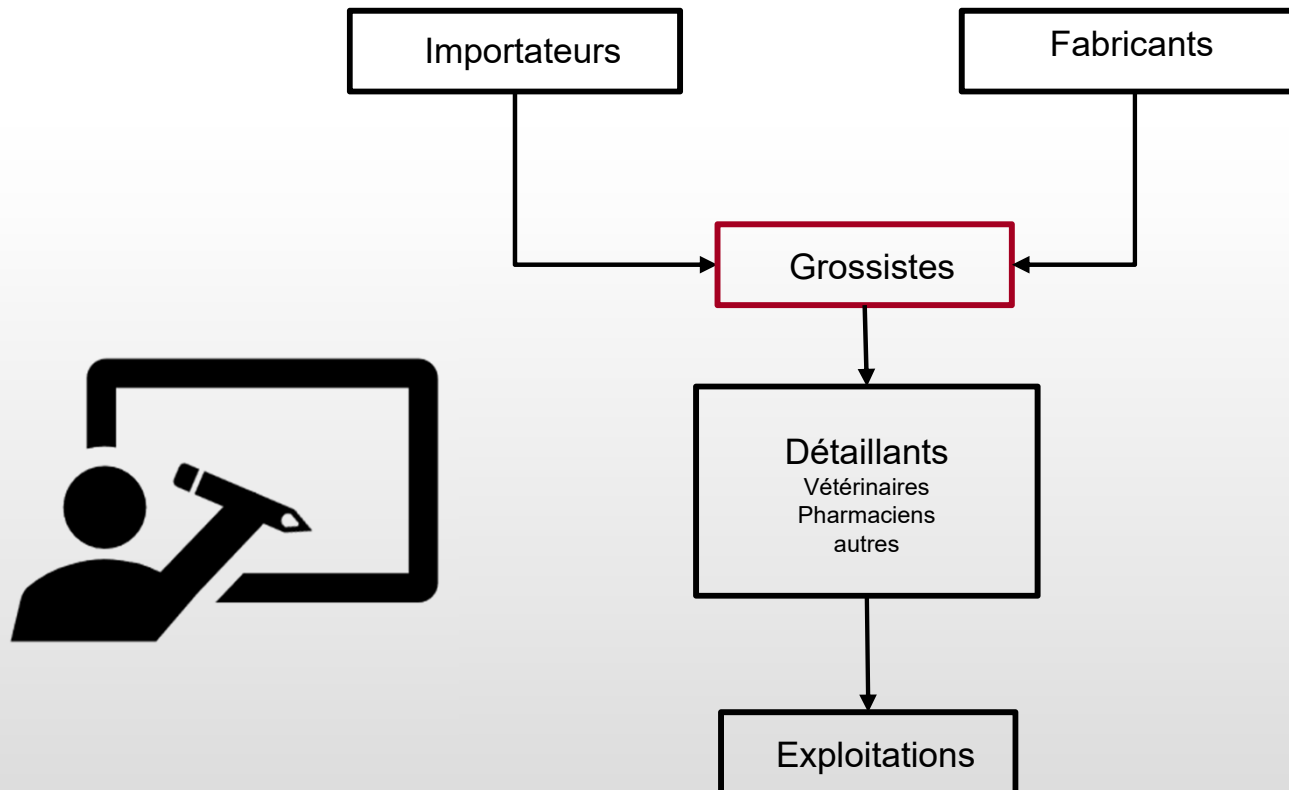 Importateurs
Fabricants
Grossistes
Détaillants
Vétérinaires
Pharmaciens
autres
Exploitations